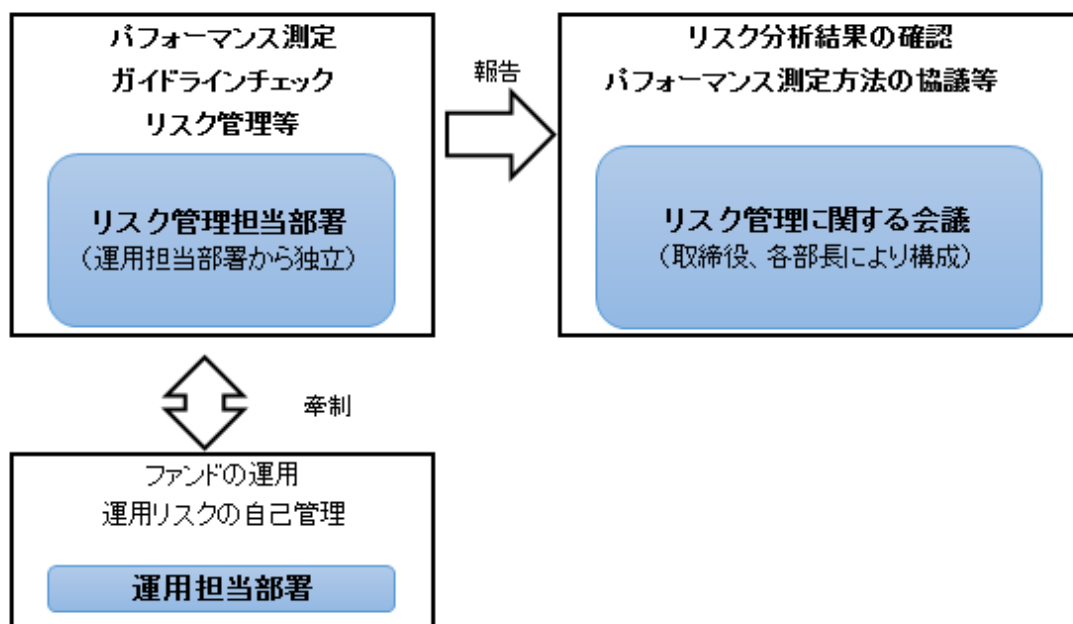 パフォーマンス測定
ガイドラインチェック
リスク管理等
リスク管理担当部署
（運用担当部署から独立）
報告
リスク分析結果の確認
パフォーマンス測定方法の協議等
リスク管理に関する会議
（取締役、各部長により構成）
牽制
ファンドの運用
運用リスクの自己管理
運用担当部署